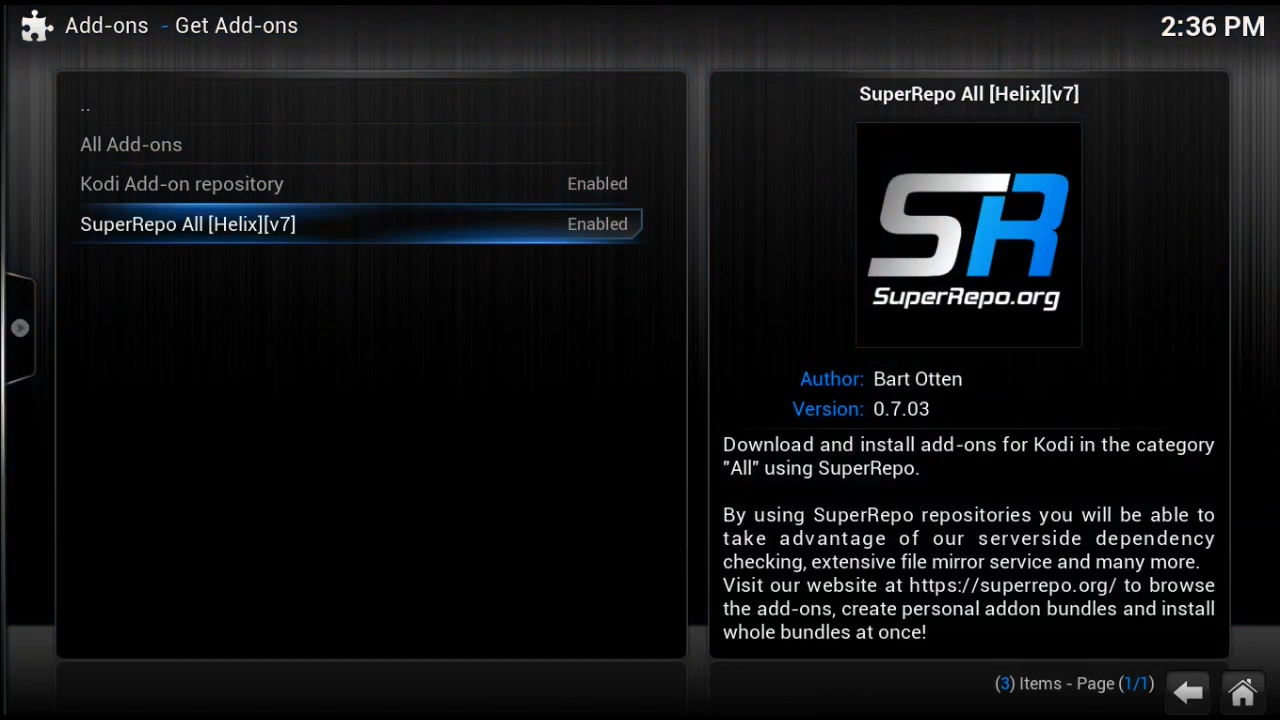 Add-ons - Get Add-ons
2:36 PM
..
All Add-ons
Kodi Add-on repository Enabled
SuperRepo All [Helix][v7] Enabled
SuperRepo All [Helix][v7]
SR
SuperRepo.org
Author: Bart Otten
Version: 0.7.03
Download and install add-ons for Kodi in the category
"All" using SuperRepo.
By using SuperRepo repositories you will be able to
take advantage of our serverside dependency
checking, extensive file mirror service and many more.
Visit our website at https://superrepo.org/ to browse
the add-ons, create personal addon bundles and install
whole bundles at once!
(3) Items - Page (1/1)